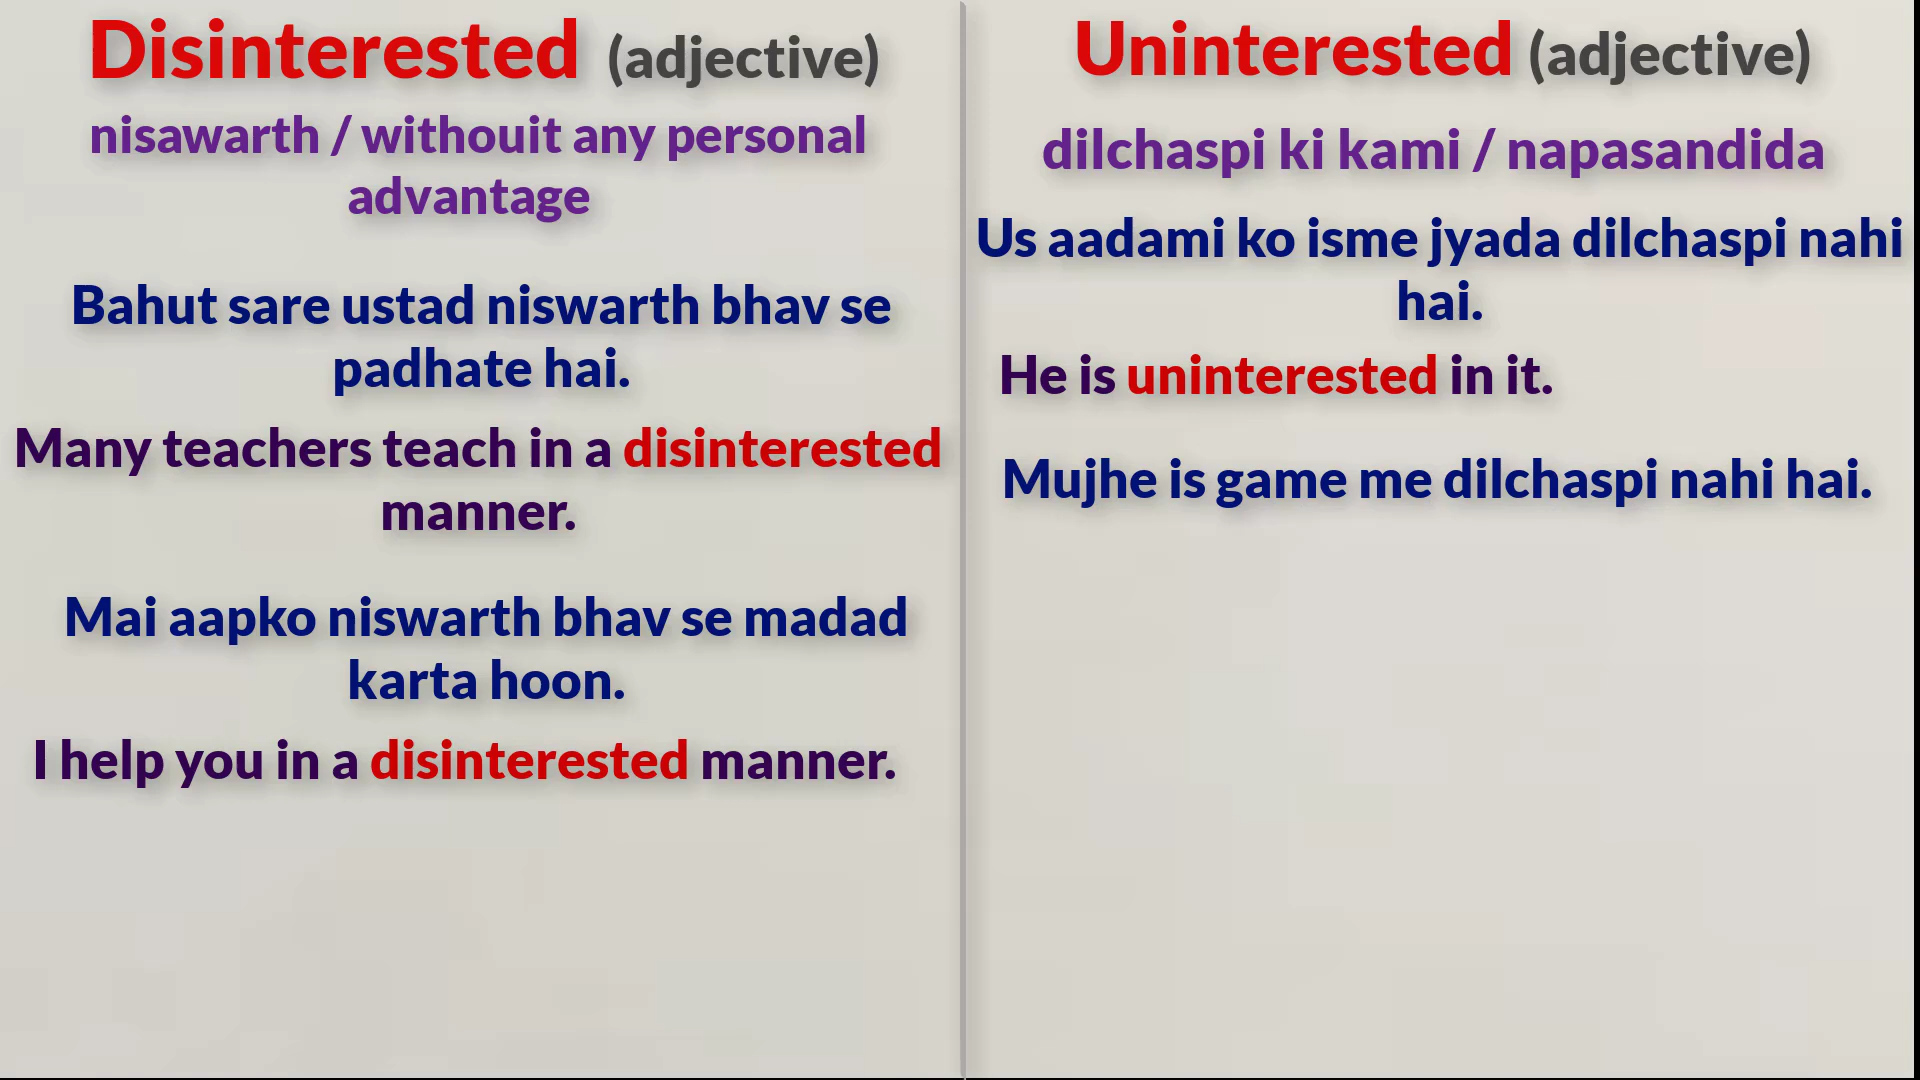 Disinterested (adjective)
nisawarth / withouit any personal
advantage
Bahut sare ustad niswarth bhav se
padhate hai.
Many teachers teach in a disinterested
manner.
Mai aapko niswarth bhav se madad
karta hoon.
I help you in a disinterested manner.
Uninterested (adjective)
dilchaspi ki kami / napasandida
Us aadami ko isme jyada dilchaspi nahi
hai.
He is uninterested in it.
Mujhe is game me dilchaspi nahi hai.